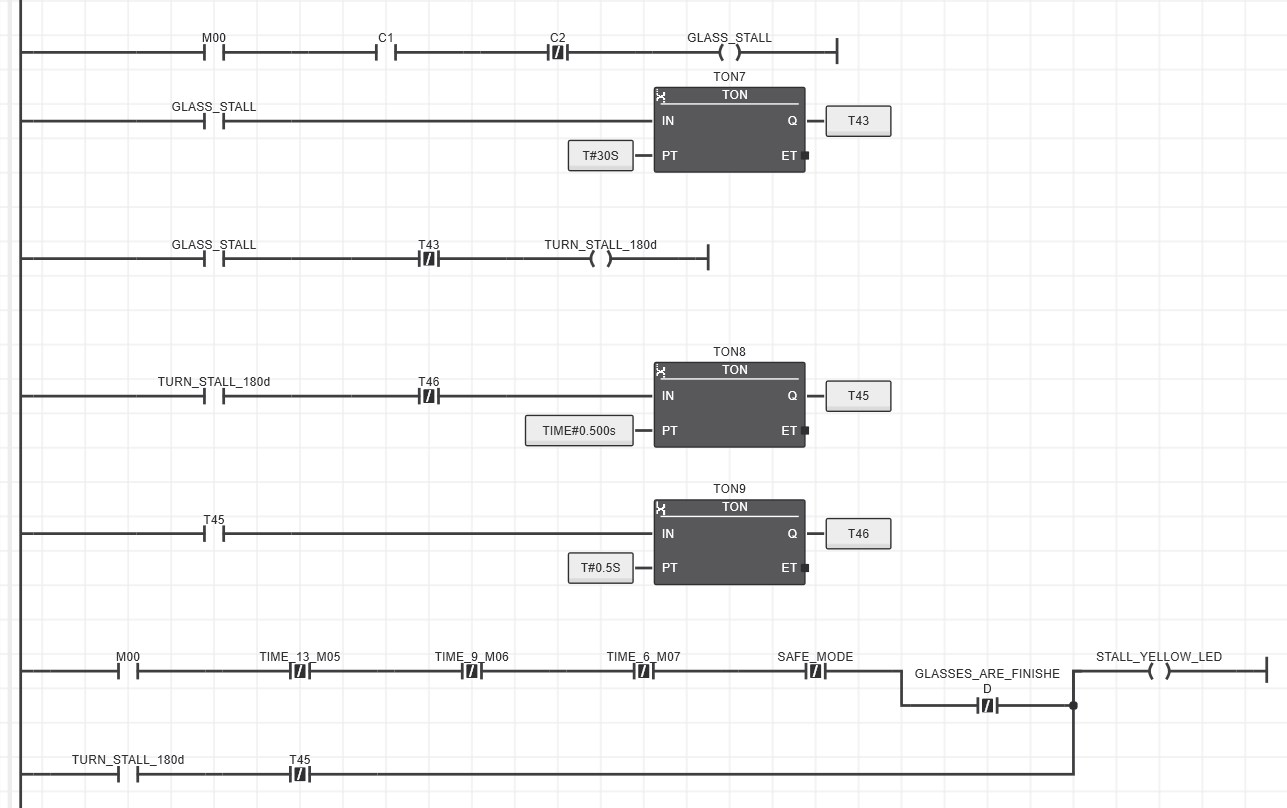 M00 C1 C2 GLASS_STALL
TON7
GLASS_STALL TON
IN Q T43
T#30S PT ET
GLASS_STALL T43 TURN_STALL_180d
TON8
TURN_STALL_180d T46 TON
IN Q T45
TIME#0.500s PT ET
TON9
T45 TON
IN Q T46
T#0.5S PT ET
M00 TIME_13_M05 TIME_9_M06 TIME_6_M07 SAFE_MODE STALL_YELLOW_LED
GLASSES_ARE_FINISHE
D
TURN_STALL_180d T45